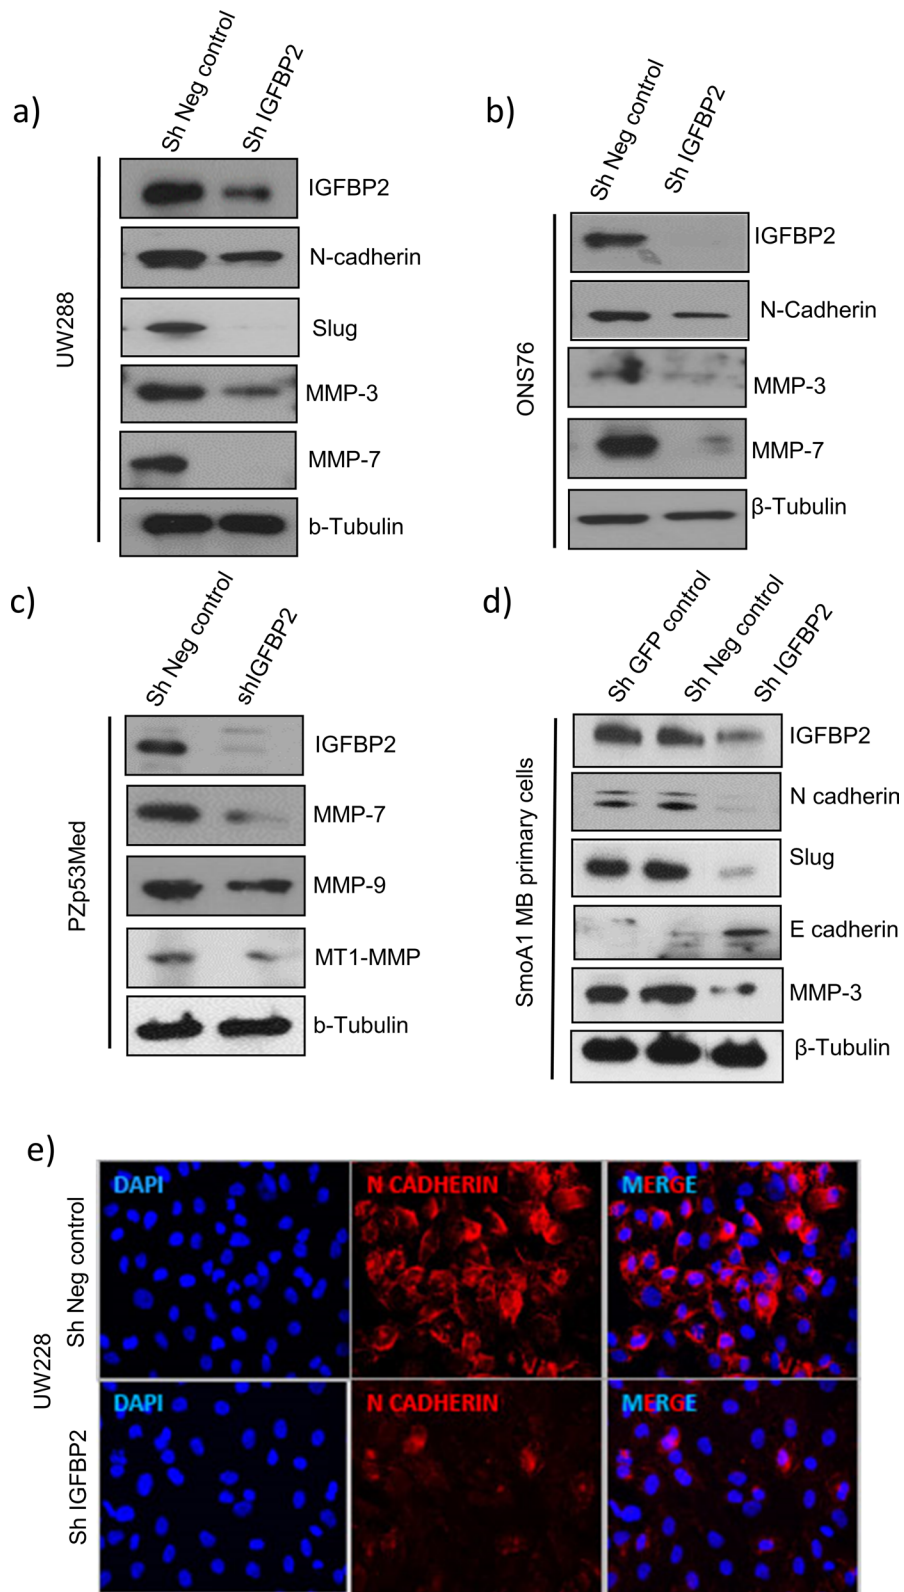 a)
Sh Neg control
Sh IGFBP2
UW288
IGFBP2
N-cadherin
Slug
MMP-3
MMP-7
b-Tubulin
b)
Sh Neg control
Sh IGFBP2
ONS76
IGFBP2
N-Cadherin
MMP-3
MMP-7
β-Tubulin
c)
Sh Neg control
shIGFBP2
PZp53Med
IGFBP2
MMP-7
MMP-9
MT1-MMP
b-Tubulin
d)
Sh GFP control
Sh Neg control
Sh IGFBP2
SmoA1 MB primary cells
IGFBP2
N cadherin
Slug
E cadherin
MMP-3
β-Tubulin
e)
UW228
Sh Neg control
DAPI
N CADHERIN
MERGE
Sh IGFBP2
DAPI
N CADHERIN
MERGE